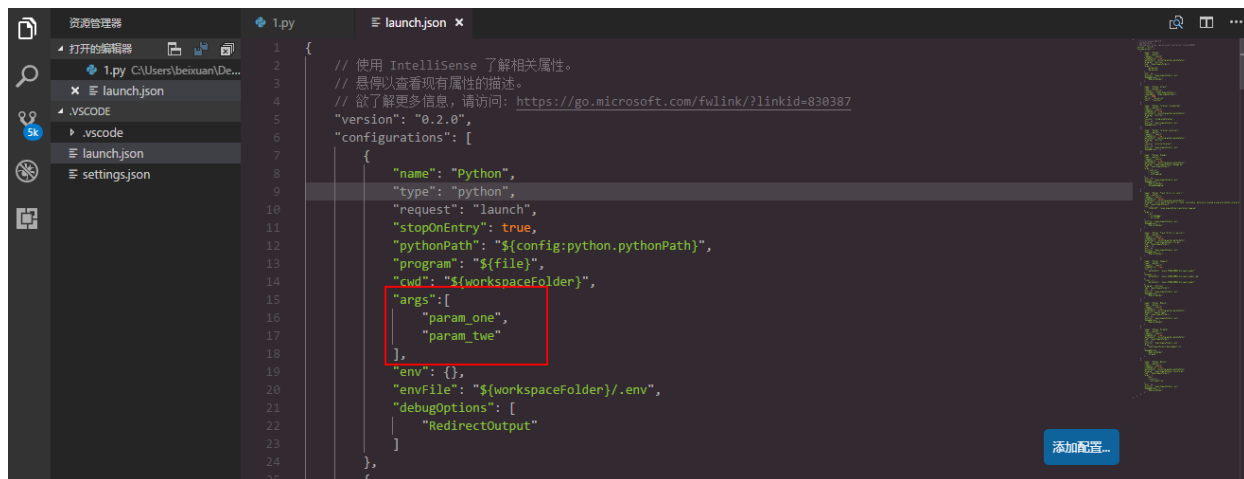 资源管理器
1.py
launch.json
打开的编辑器
1.py C:\Users\beixuan\De...
launch.json
.VSCODE
5k
.vscode
launch.json
settings.json
1 {
2 // 使用 IntelliSense 了解相关属性。
3 // 悬停以查看现有属性的描述。
4 // 欲了解更多信息，请访问: https://go.microsoft.com/fwlink/?linkid=830387
5 "version": "0.2.0",
6 "configurations": [
7 {
8 "name": "Python",
9 "type": "python",
10 "request": "launch",
11 "stopOnEntry": true,
12 "pythonPath": "${config:python.pythonPath}",
13 "program": "${file}",
14 "cwd": "${workspaceFolder}",
15 "args":[
16 "param_one",
17 "param_twe"
18 ],
19 "env": {},
20 "envFile": "${workspaceFolder}/.env",
21 "debugOptions": [
22 "RedirectOutput"
23 ]
24 },
添加配置...